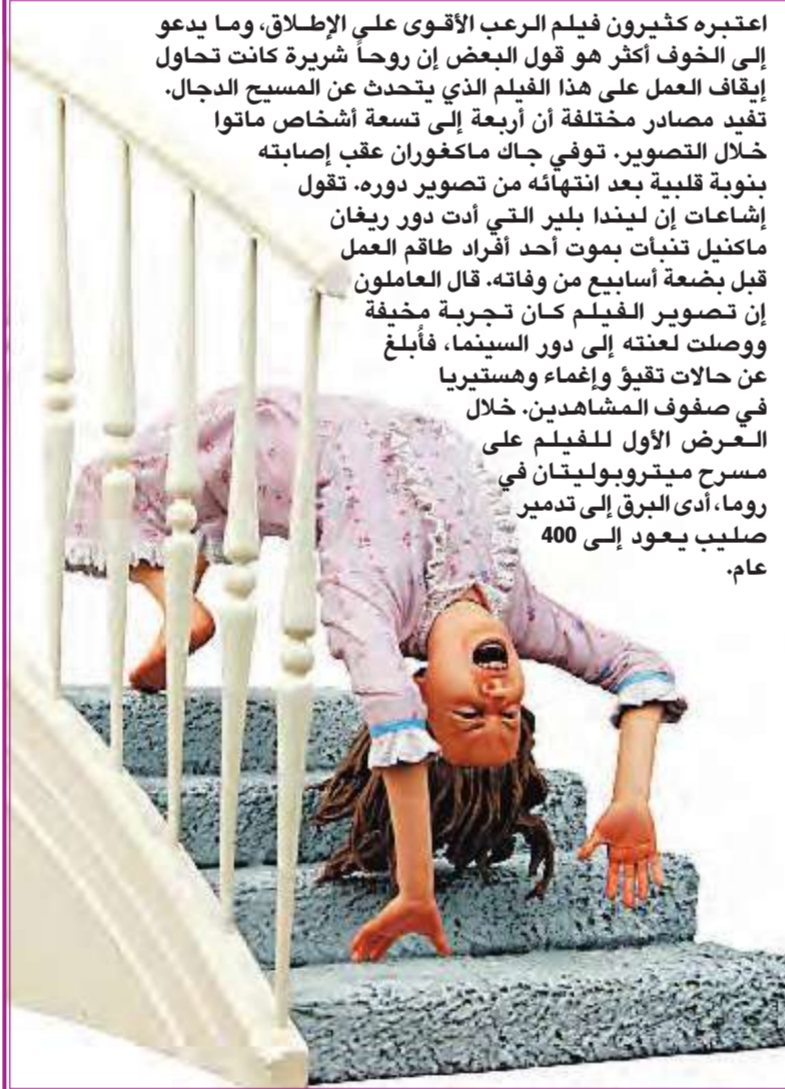 اعتبره كثيرون فيلم الرعب الأقوى على الإطلاق، وما يدعو
إلى الخوف أكثر هو قول البعض إن روحاً شريرة كانت تحاول
إيقاف العمل على هذا الفيلم الذي يتحدث عن المسيح الدجال.
تفيد مصادر مختلفة أن أربعة إلى تسعة أشخاص ماتوا
خلال التصوير. توفي جاك ماكغوران عقب إصابته
بنوبة قلبية بعد انتهائه من تصوير دوره. تقول
إشاعات إن ليندا بلير التي أدت دور ريغان
ماكنيل تنبأت بموت أحد أفراد طاقم العمل
قبل بضعة أسابيع من وفاته. قال العاملون
إن تصوير الفيلم كان تجربة مخيفة
ووصلت لعنته إلى دور السينما، فأُبلغ
عن حالات تقيؤ وإغماء وهستيريا
في صفوف المشاهدين. خلال
العرض الأول للفيلم على
مسرح ميتروبوليتان في
روما، أدى البرق إلى تدمير
صليب يعود إلى 400
عام.